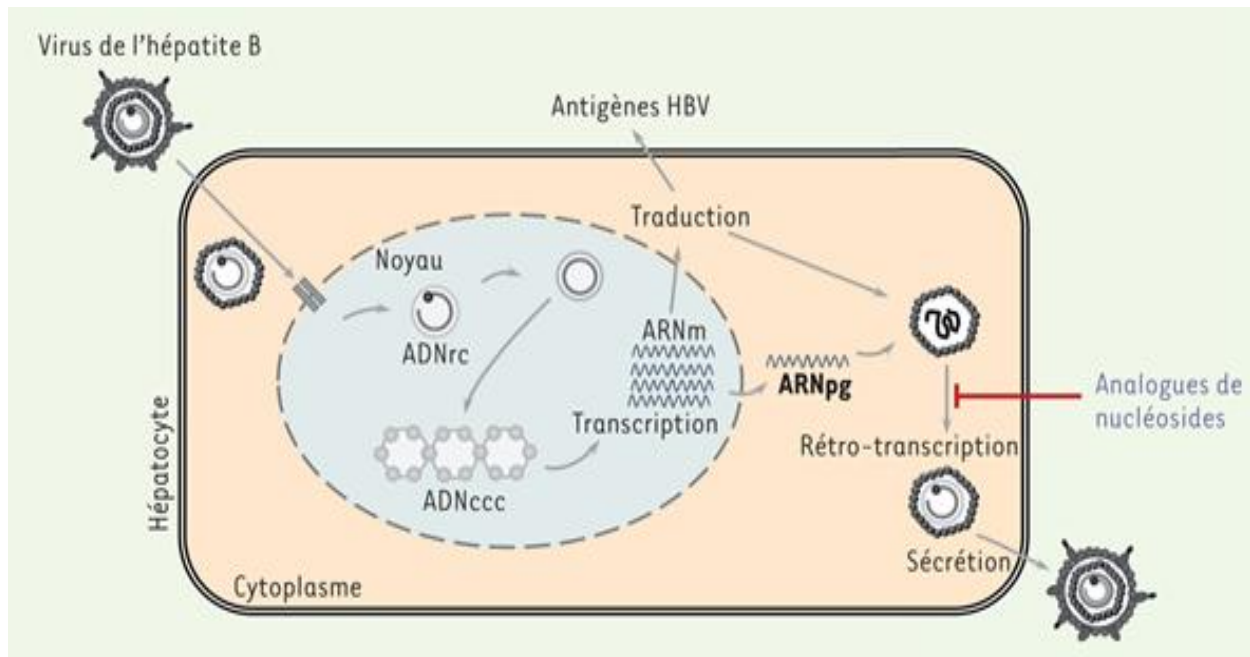 Virus de l'hépatite B
Antigènes HBV
Traduction
Noyau
ADNrc
ARNm
ARNpg
Transcription
ADNccc
Analogues de
nucléosides
Rétro-transcription
Sécrétion
Hépatocyte
Cytoplasme